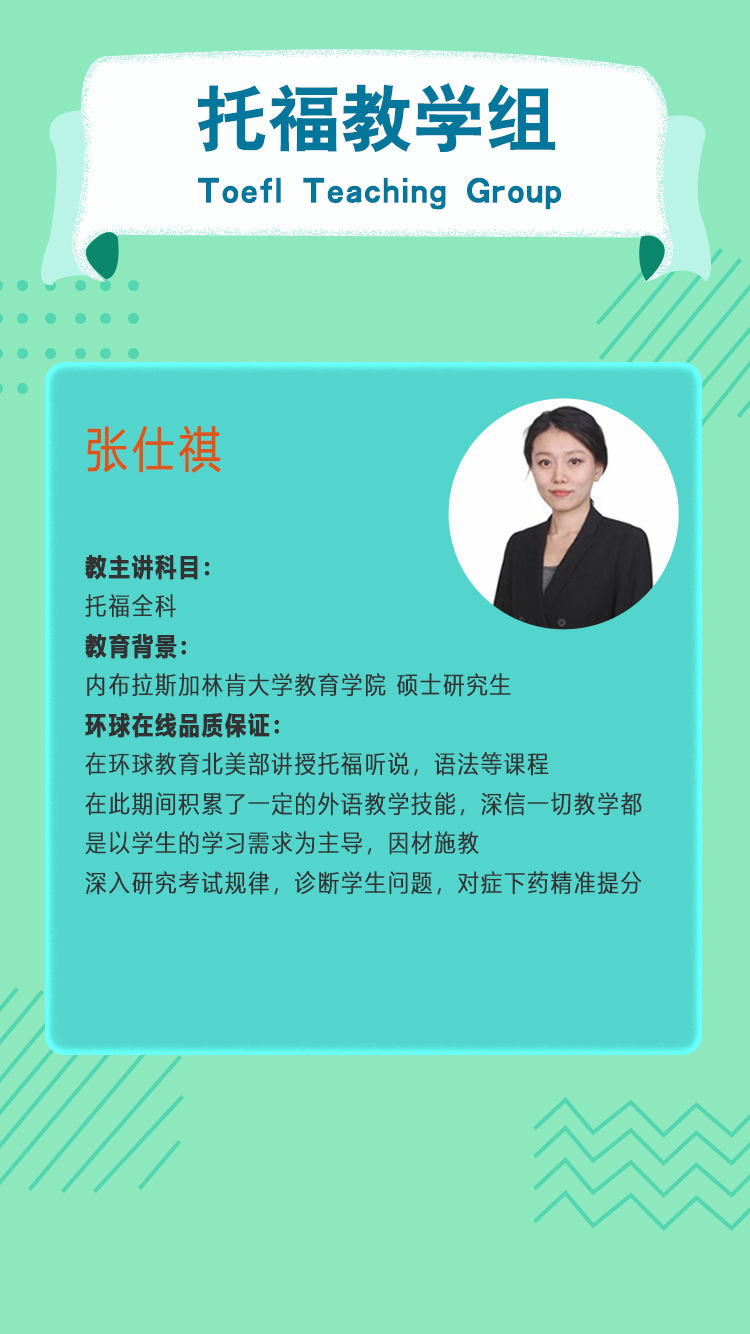 托福教学组
Toefl Teaching Group
张仕祺
教主讲科目：
托福全科
教育背景：
内布拉斯加林肯大学教育学院 硕士研究生
环球在线品质保证：
在环球教育北美部讲授托福听说，语法等课程
在此期间积累了一定的外语教学技能，深信一切教学都
是以学生的学习需求为主导，因材施教
深入研究考试规律，诊断学生问题，对症下药精准提分